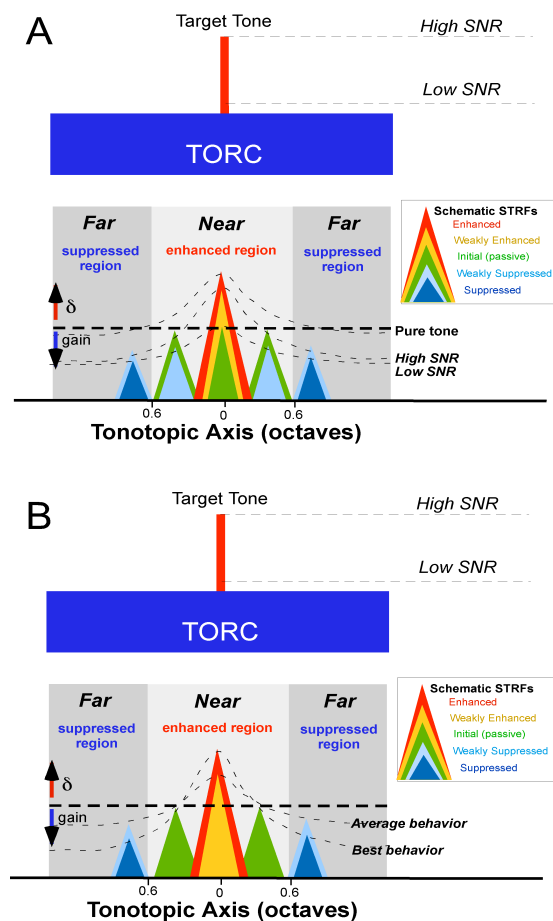 A
Target Tone
High SNR
Low SNR
TORC
Far
Near
Far
suppressed
region
enhanced region
suppressed
region
Schematic STRFs
Enhanced
Weakly Enhanced
Initial (passive)
Weakly Suppressed
Suppressed
δ
gain
Pure tone
High SNR
Low SNR
0.6
0
0.6
Tonotopic Axis (octaves)
B
Target Tone
High SNR
Low SNR
TORC
Far
Near
Far
suppressed
region
enhanced region
suppressed
region
Schematic STRFs
Enhanced
Weakly Enhanced
Initial (passive)
Weakly Suppressed
Suppressed
δ
gain
Average behavior
Best behavior
0.6
0
0.6
Tonotopic Axis (octaves)